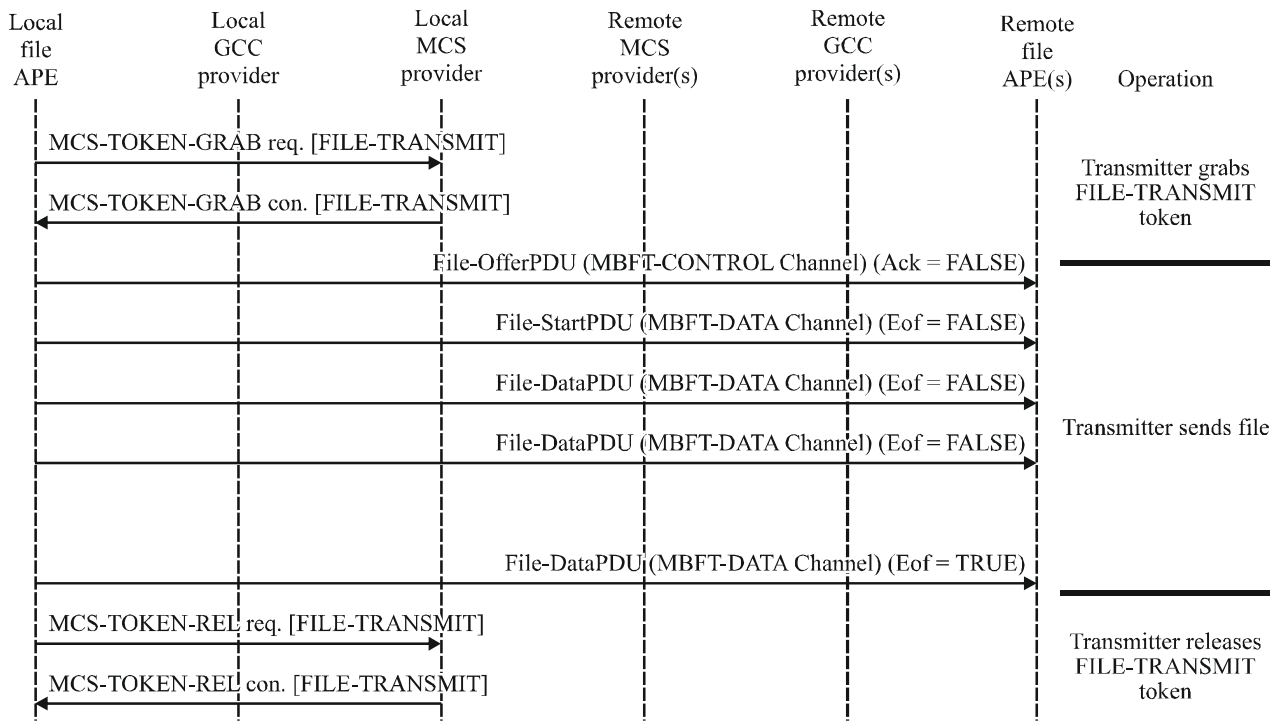 Local
file
APE
Local
GCC
provider
Local
MCS
provider
Remote
MCS
provider(s)
Remote
GCC
provider(s)
Remote
file
APE(s)
Operation
MCS-TOKEN-GRAB req. [FILE-TRANSMIT]
MCS-TOKEN-GRAB con. [FILE-TRANSMIT]
Transmitter grabs
FILE-TRANSMIT
token
File-OfferPDU (MBFT-CONTROL Channel) (Ack = FALSE)
File-StartPDU (MBFT-DATA Channel) (Eof = FALSE)
File-DataPDU (MBFT-DATA Channel) (Eof = FALSE)
File-DataPDU (MBFT-DATA Channel) (Eof = FALSE)
Transmitter sends file
File-DataPDU (MBFT-DATA Channel) (Eof = TRUE)
MCS-TOKEN-REL req. [FILE-TRANSMIT]
MCS-TOKEN-REL con. [FILE-TRANSMIT]
Transmitter releases
FILE-TRANSMIT
token